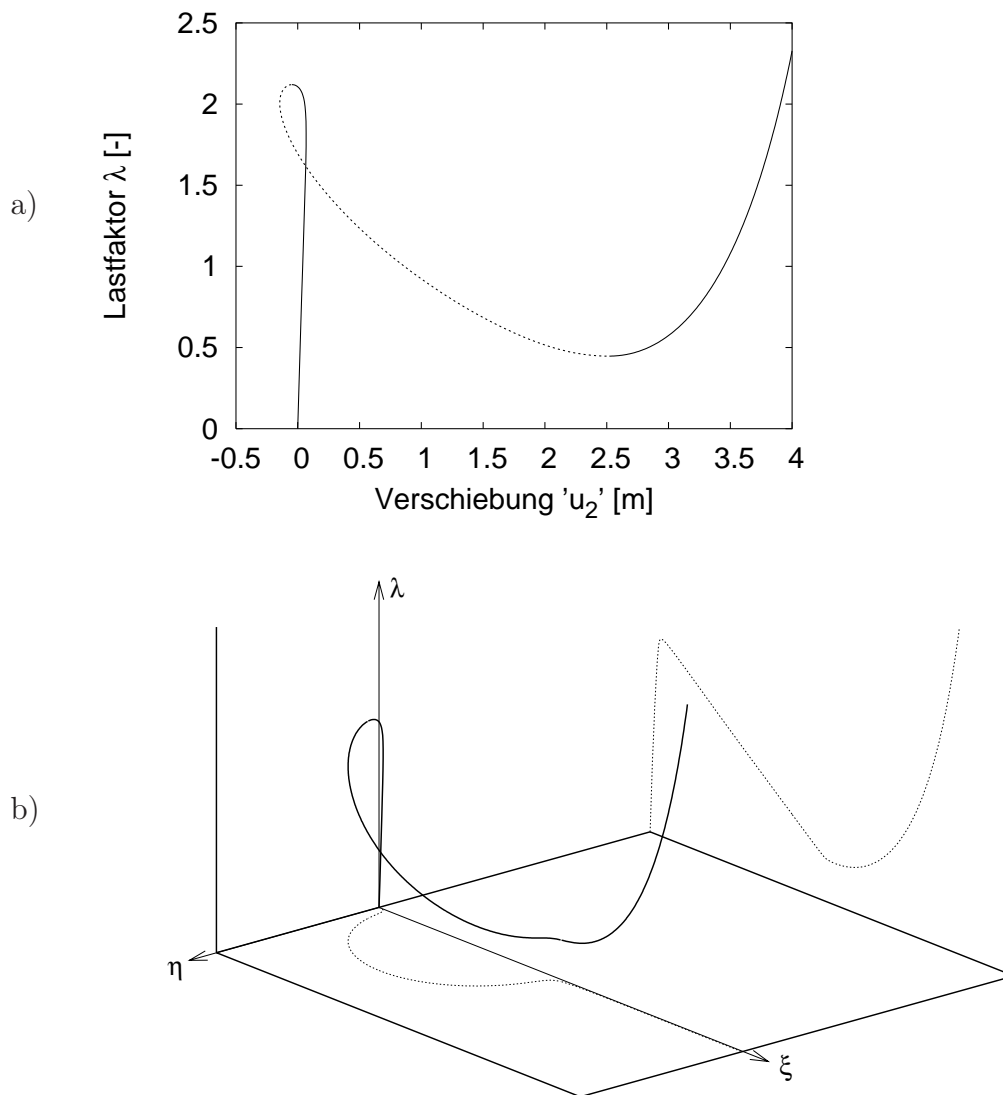 a)
Lastfaktor λ [-]
2.5
2
1.5
1
0.5
0
-0.5 0 0.5 1 1.5 2 2.5 3 3.5 4
Verschiebung ’u₂’ [m]
b)
λ
η
ξ